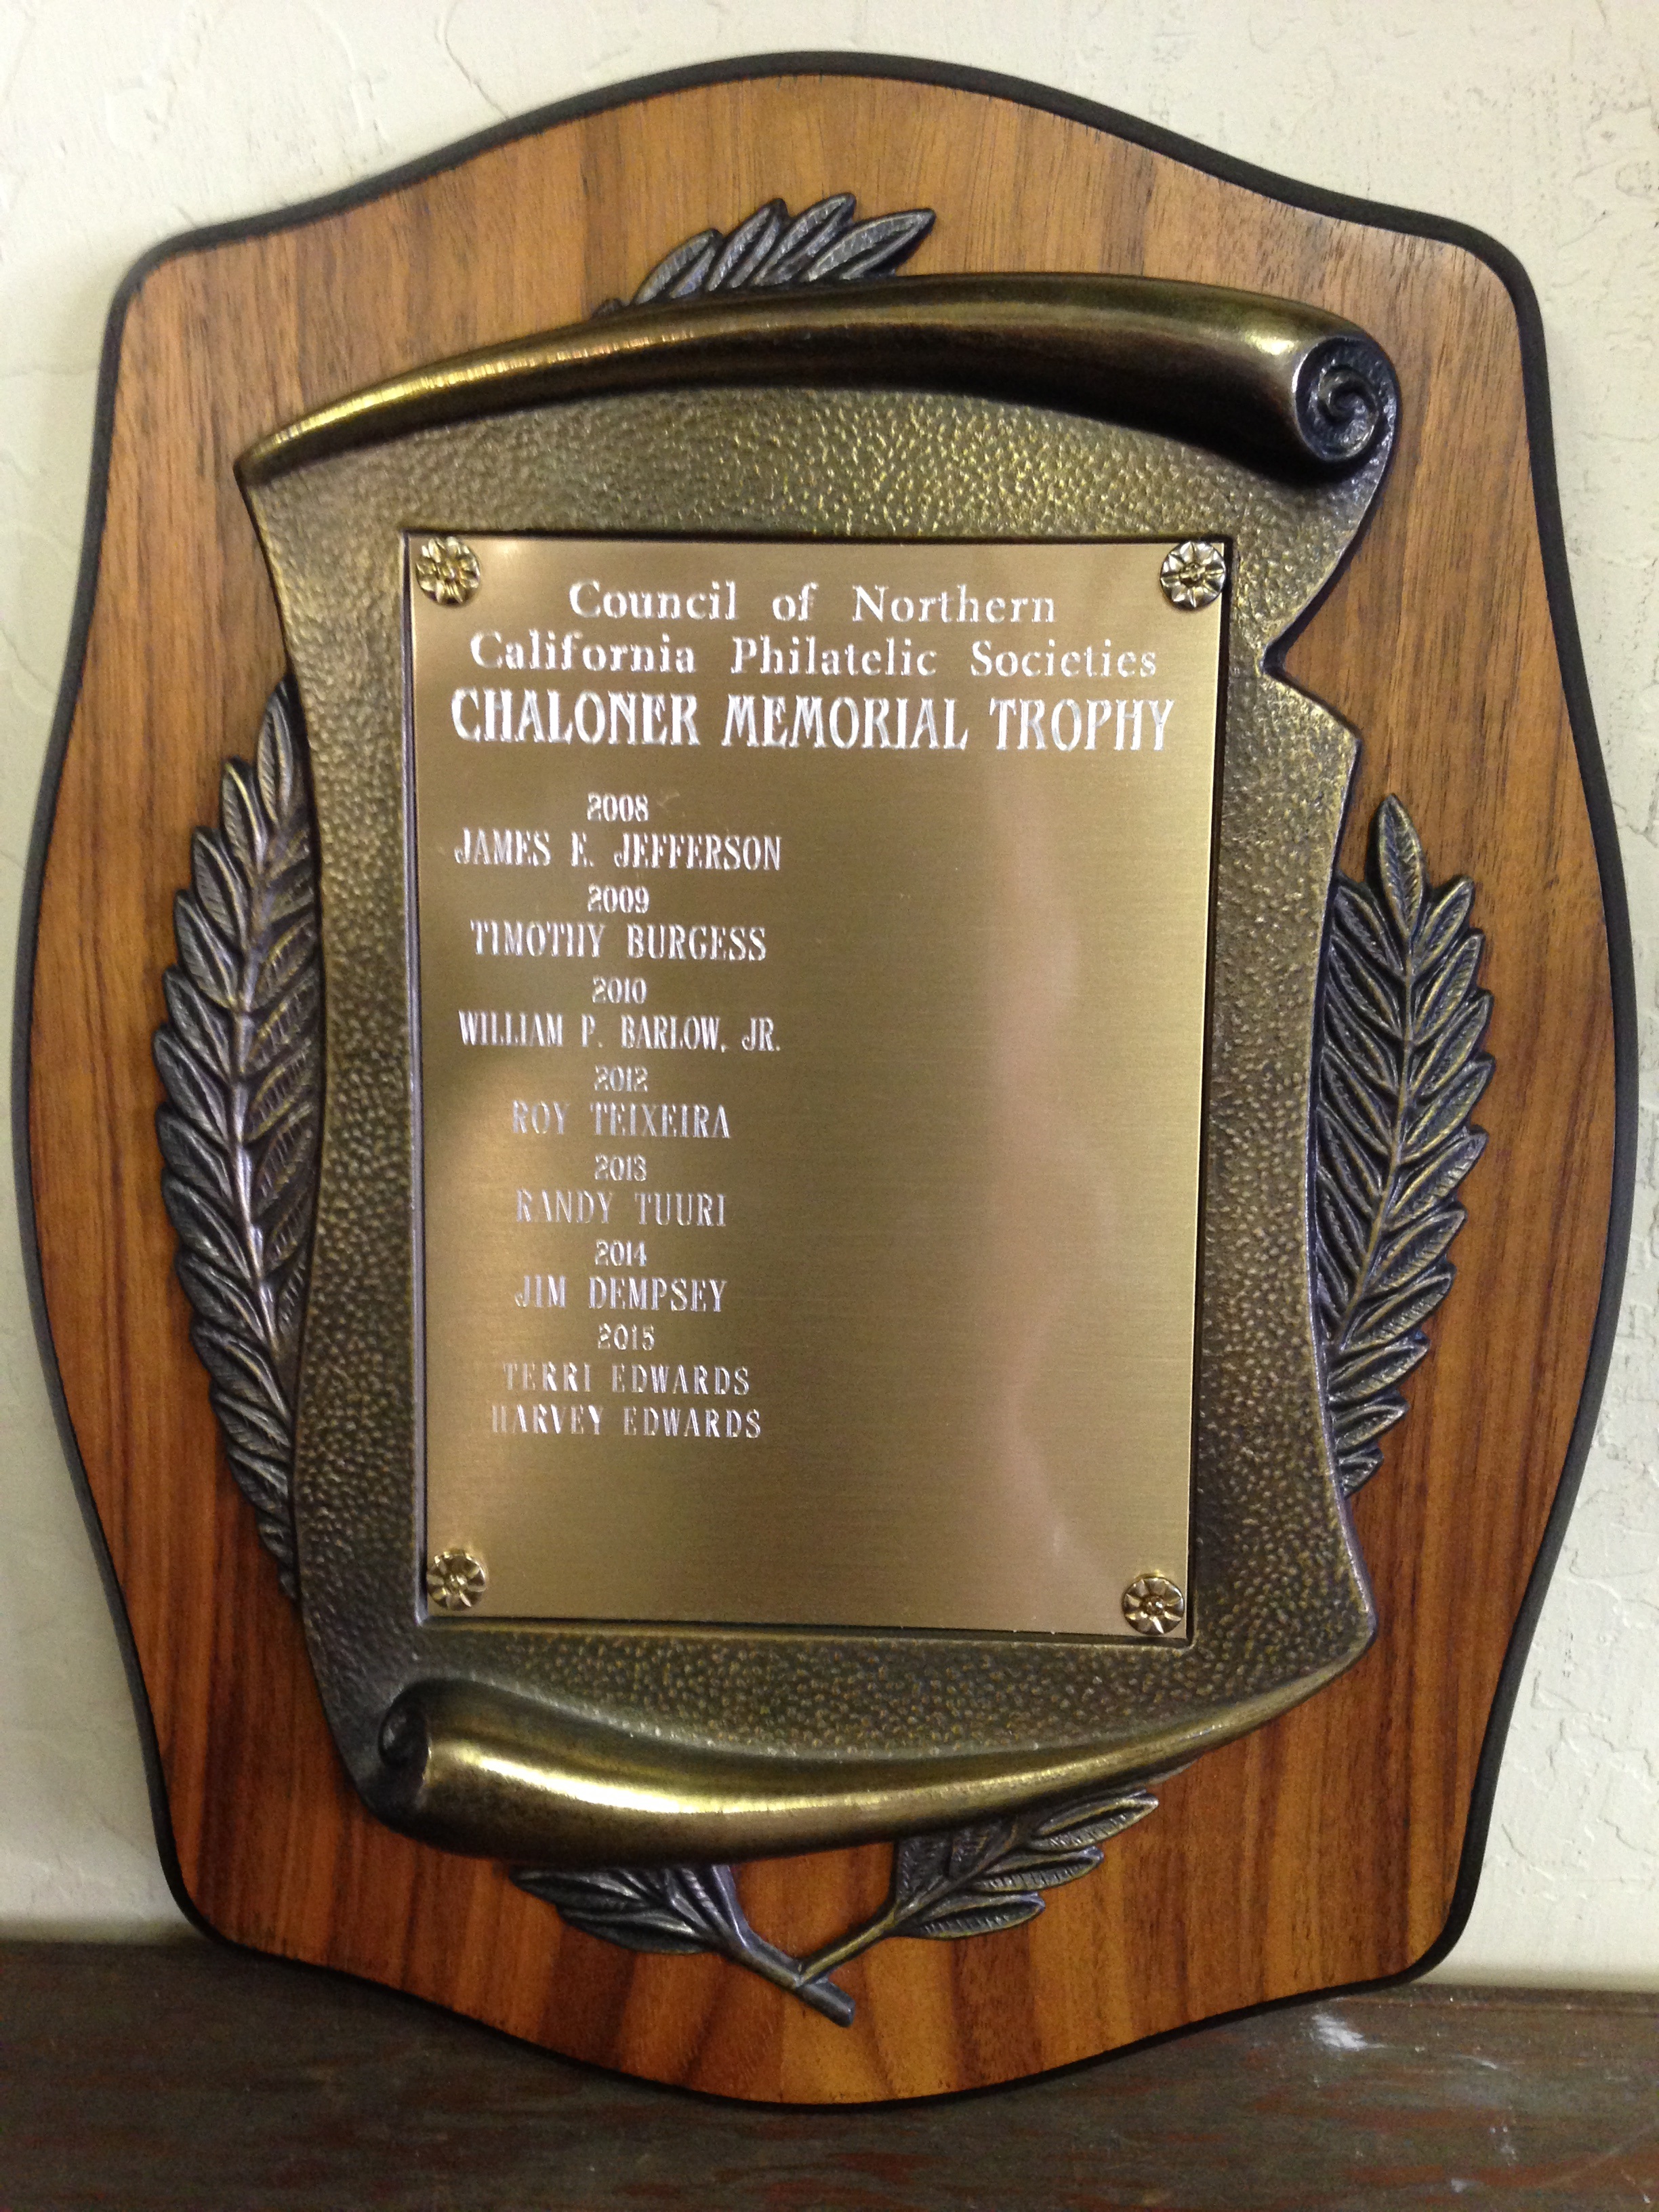 Council of Northern
California Philatelic Societies
CHALONER MEMORIAL TROPHY
2008
JAMES E. JEFFERSON
2009
TIMOTHY BURGESS
2010
WILLIAM P. BARLOW, JR.
2012
ROY TEIXEIRA
2013
RANDY TUURI
2014
JIM DEMPSEY
2015
TERRI EDWARDS
HARVEY EDWARDS